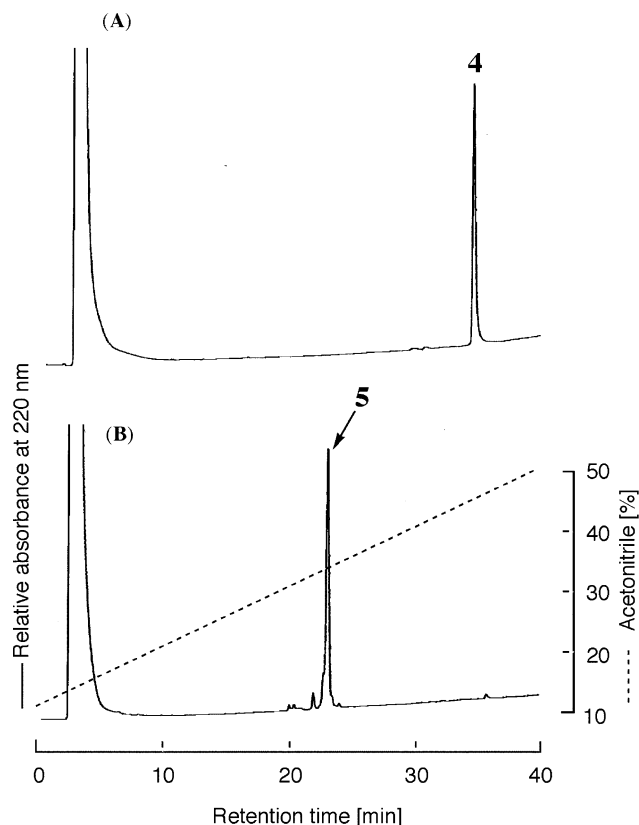 (A)
4
5
(B)
Relative absorbance at 220 nm
50
40
30
20
10
Acetonitrile [%]
0 10 20 30 40
Retention time [min]